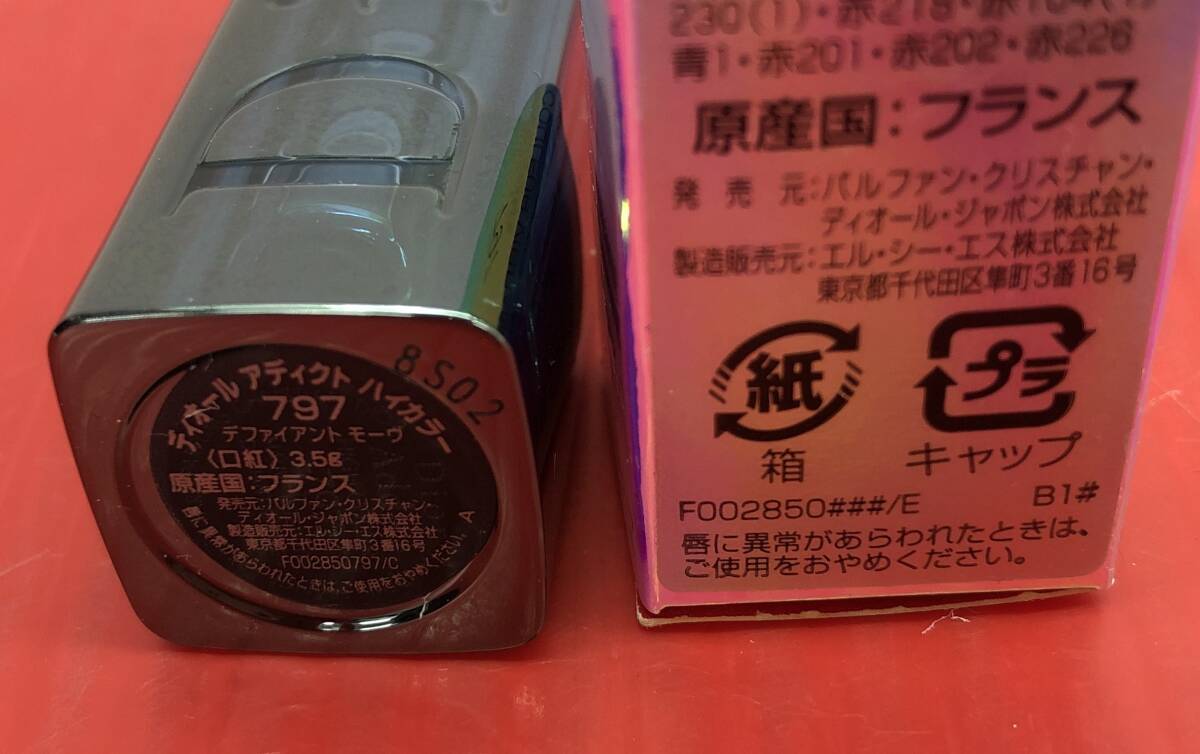 8S02
ディオール アディクト ハイカラー
797
デファイアント モーヴ
〈口紅〉3.5g
原産国:フランス
発売元:パルファン・クリスチャン・
ディオール・ジャポン株式会社
製造販売元:エル・シー・エス株式会社
東京都千代田区隼町3番16号
F002850797/C
唇に異常があらわれたときは、ご使用をおやめください。 A
230(1)・赤218・赤104(1)
青1・赤201・赤202・赤226
原産国:フランス
発売元:パルファン・クリスチャン・
ディオール・ジャポン株式会社
製造販売元:エル・シー・エス株式会社
東京都千代田区隼町3番16号
紙
箱
プラ
キャップ
F002850###/E B1#
唇に異常があらわれたときは、
ご使用をおやめください。